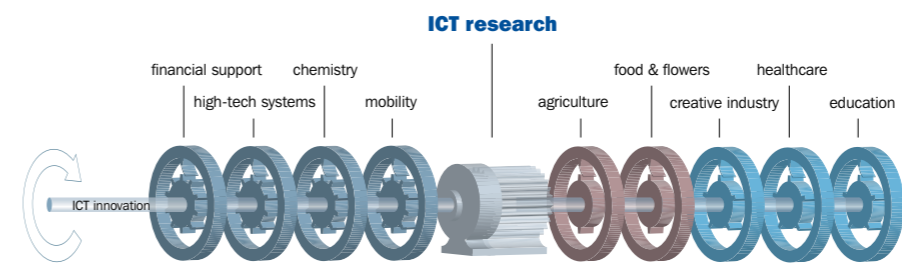 ICT research
financial support
chemistry
food & flowers
healthcare
high-tech systems
mobility
agriculture
creative industry
education
ICT innovation